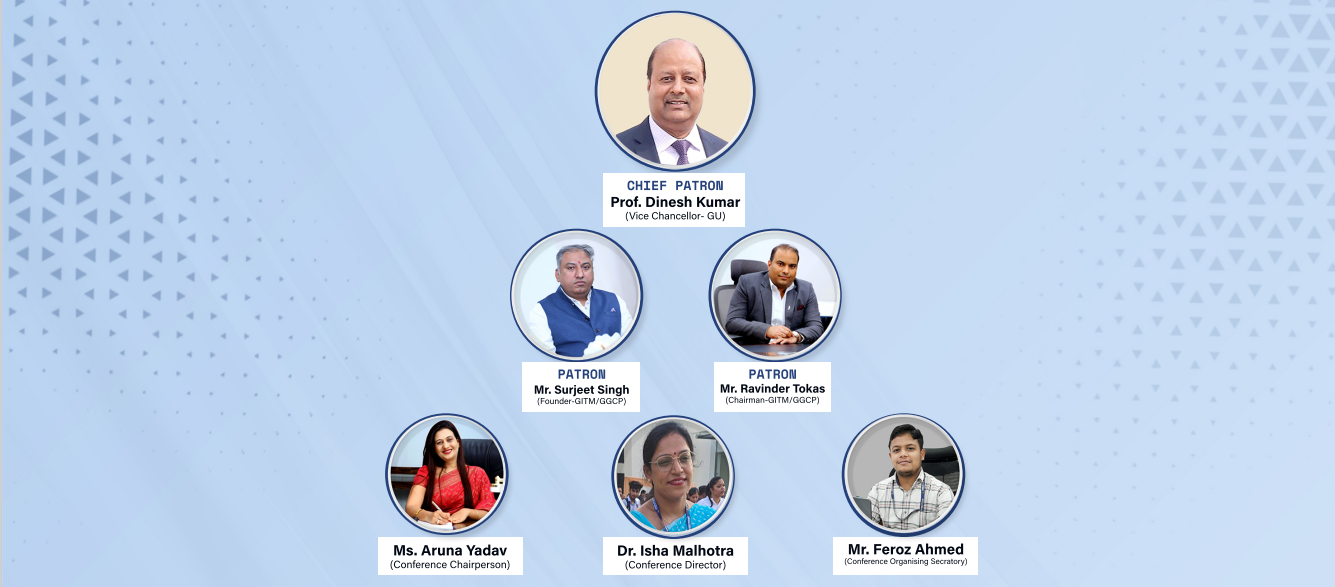 CHIEF PATRON
Prof. Dinesh Kumar
(Vice Chancellor- GU)
PATRON
Mr. Surjeet Singh
(Founder-GITM/GGCP)
PATRON
Mr. Ravinder Tokas
(Chairman-GITM/GGCP)
Ms. Aruna Yadav
(Conference Chairperson)
Dr. Isha Malhotra
(Conference Director)
Mr. Feroz Ahmed
(Conference Organising Secratory)